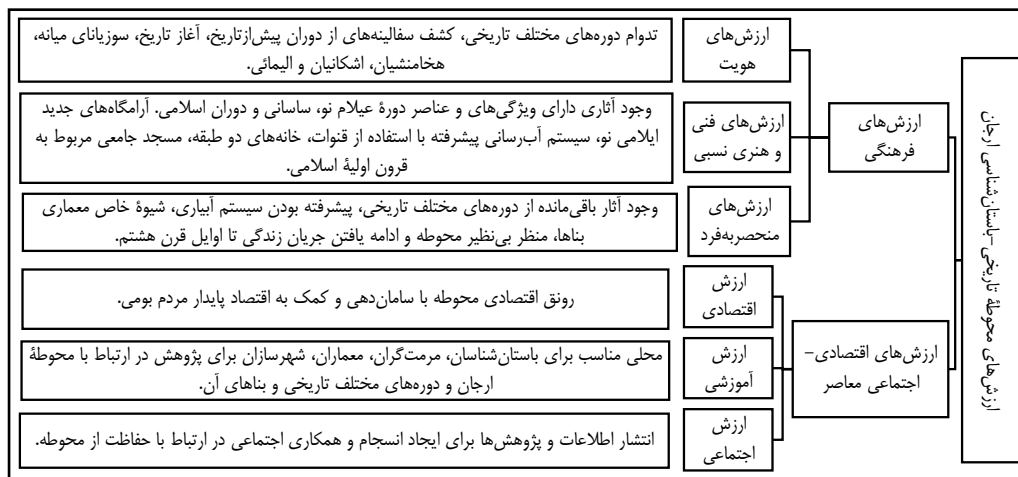 ارزش‌های محوطهٔ تاریخی-باستان‌شناسی ارجان
ارزش‌های
فرهنگی
ارزش‌های
هویت
تدوام دوره‌های مختلف تاریخی، کشف سفالینه‌های از دوران پیش‌ازتاریخ، آغاز تاریخ، سوزیانای میانه،
هخامنشیان، اشکانیان و الیمائی.
ارزش‌های فنی
و هنری نسبی
وجود آثاری دارای ویژگی‌های و عناصر دورهٔ عیلام نو، ساسانی و دوران اسلامی. آرامگاه‌های جدید
ایلامی نو، سیستم آب‌رسانی پیشرفته با استفاده از قنوات، خانه‌های دو طبقه، مسجد جامعی مربوط به
قرون اولیهٔ اسلامی.
ارزش‌های
منحصربه‌فرد
وجود آثار باقی‌مانده از دوره‌های مختلف تاریخی، پیشرفته بودن سیستم آبیاری، شیوهٔ خاص معماری
بناها، منظر بی‌نظیر محوطه و ادامه یافتن جریان زندگی تا اوایل قرن هشتم.
ارزش‌های اقتصادی-
اجتماعی معاصر
ارزش
اقتصادی
رونق اقتصادی محوطه با سامان‌دهی و کمک به اقتصاد پایدار مردم بومی.
ارزش
آموزشی
محلی مناسب برای باستان‌شناسان، مرمت‌گران، معماران، شهرسازان برای پژوهش در ارتباط با محوطهٔ
ارجان و دوره‌های مختلف تاریخی و بناهای آن.
ارزش
اجتماعی
انتشار اطلاعات و پژوهش‌ها برای ایجاد انسجام و همکاری اجتماعی در ارتباط با حفاظت از محوطه.